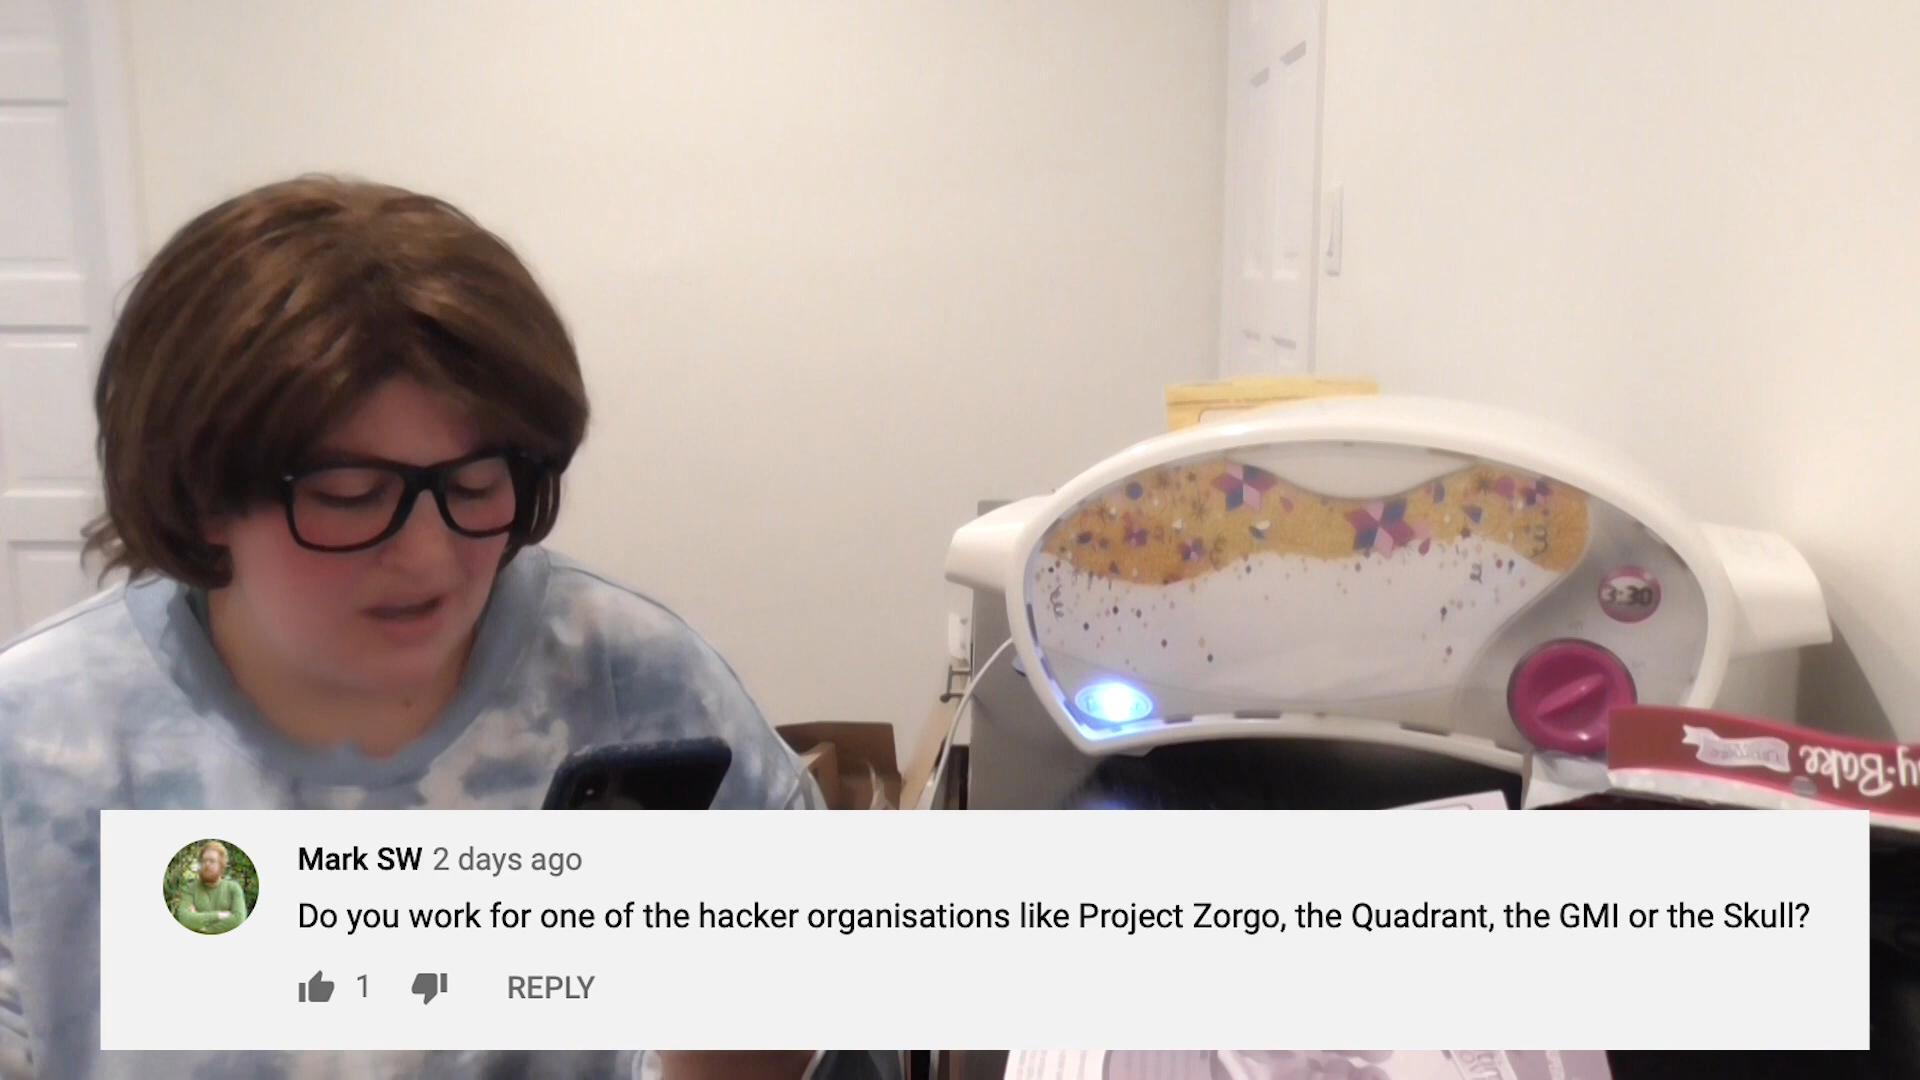 3:30
y-Bake
Mark SW 2 days ago
Do you work for one of the hacker organisations like Project Zorgo, the Quadrant, the GMI or the Skull?
1
REPLY